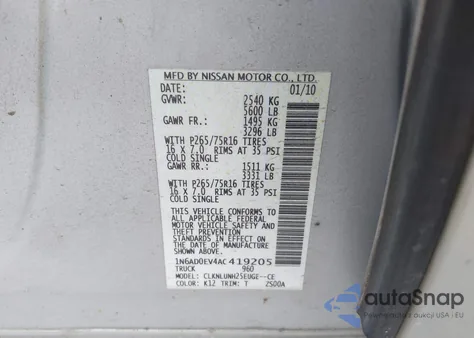 MFD BY NISSAN MOTOR CO., LTD.
DATE: 01/10
GVWR: 2540 KG
5600 LB
GAWR FR.: 1495 KG
3296 LB
WITH P265/75R16 TIRES
16 X 7.0 RIMS AT 35 PSI
COLD SINGLE
GAWR RR.: 1511 KG
3331 LB
WITH P265/75R16 TIRES
16 X 7.0 RIMS AT 35 PSI
COLD SINGLE
THIS VEHICLE CONFORMS TO ALL
APPLICABLE FEDERAL MOTOR
VEHICLE SAFETY AND
THEFT PREVENTION
STANDARDS IN EFFECT ON
THE DATE OF MANUFACTURE
SHOWN ABOVE.
1N6AD0EV4AC419205
TRUCK 960
MODEL: CLKNLUNH25EUGE--CE
COLOR: K12 TRIM: T ZS00A
autoSnap
Auctions in USA & EU